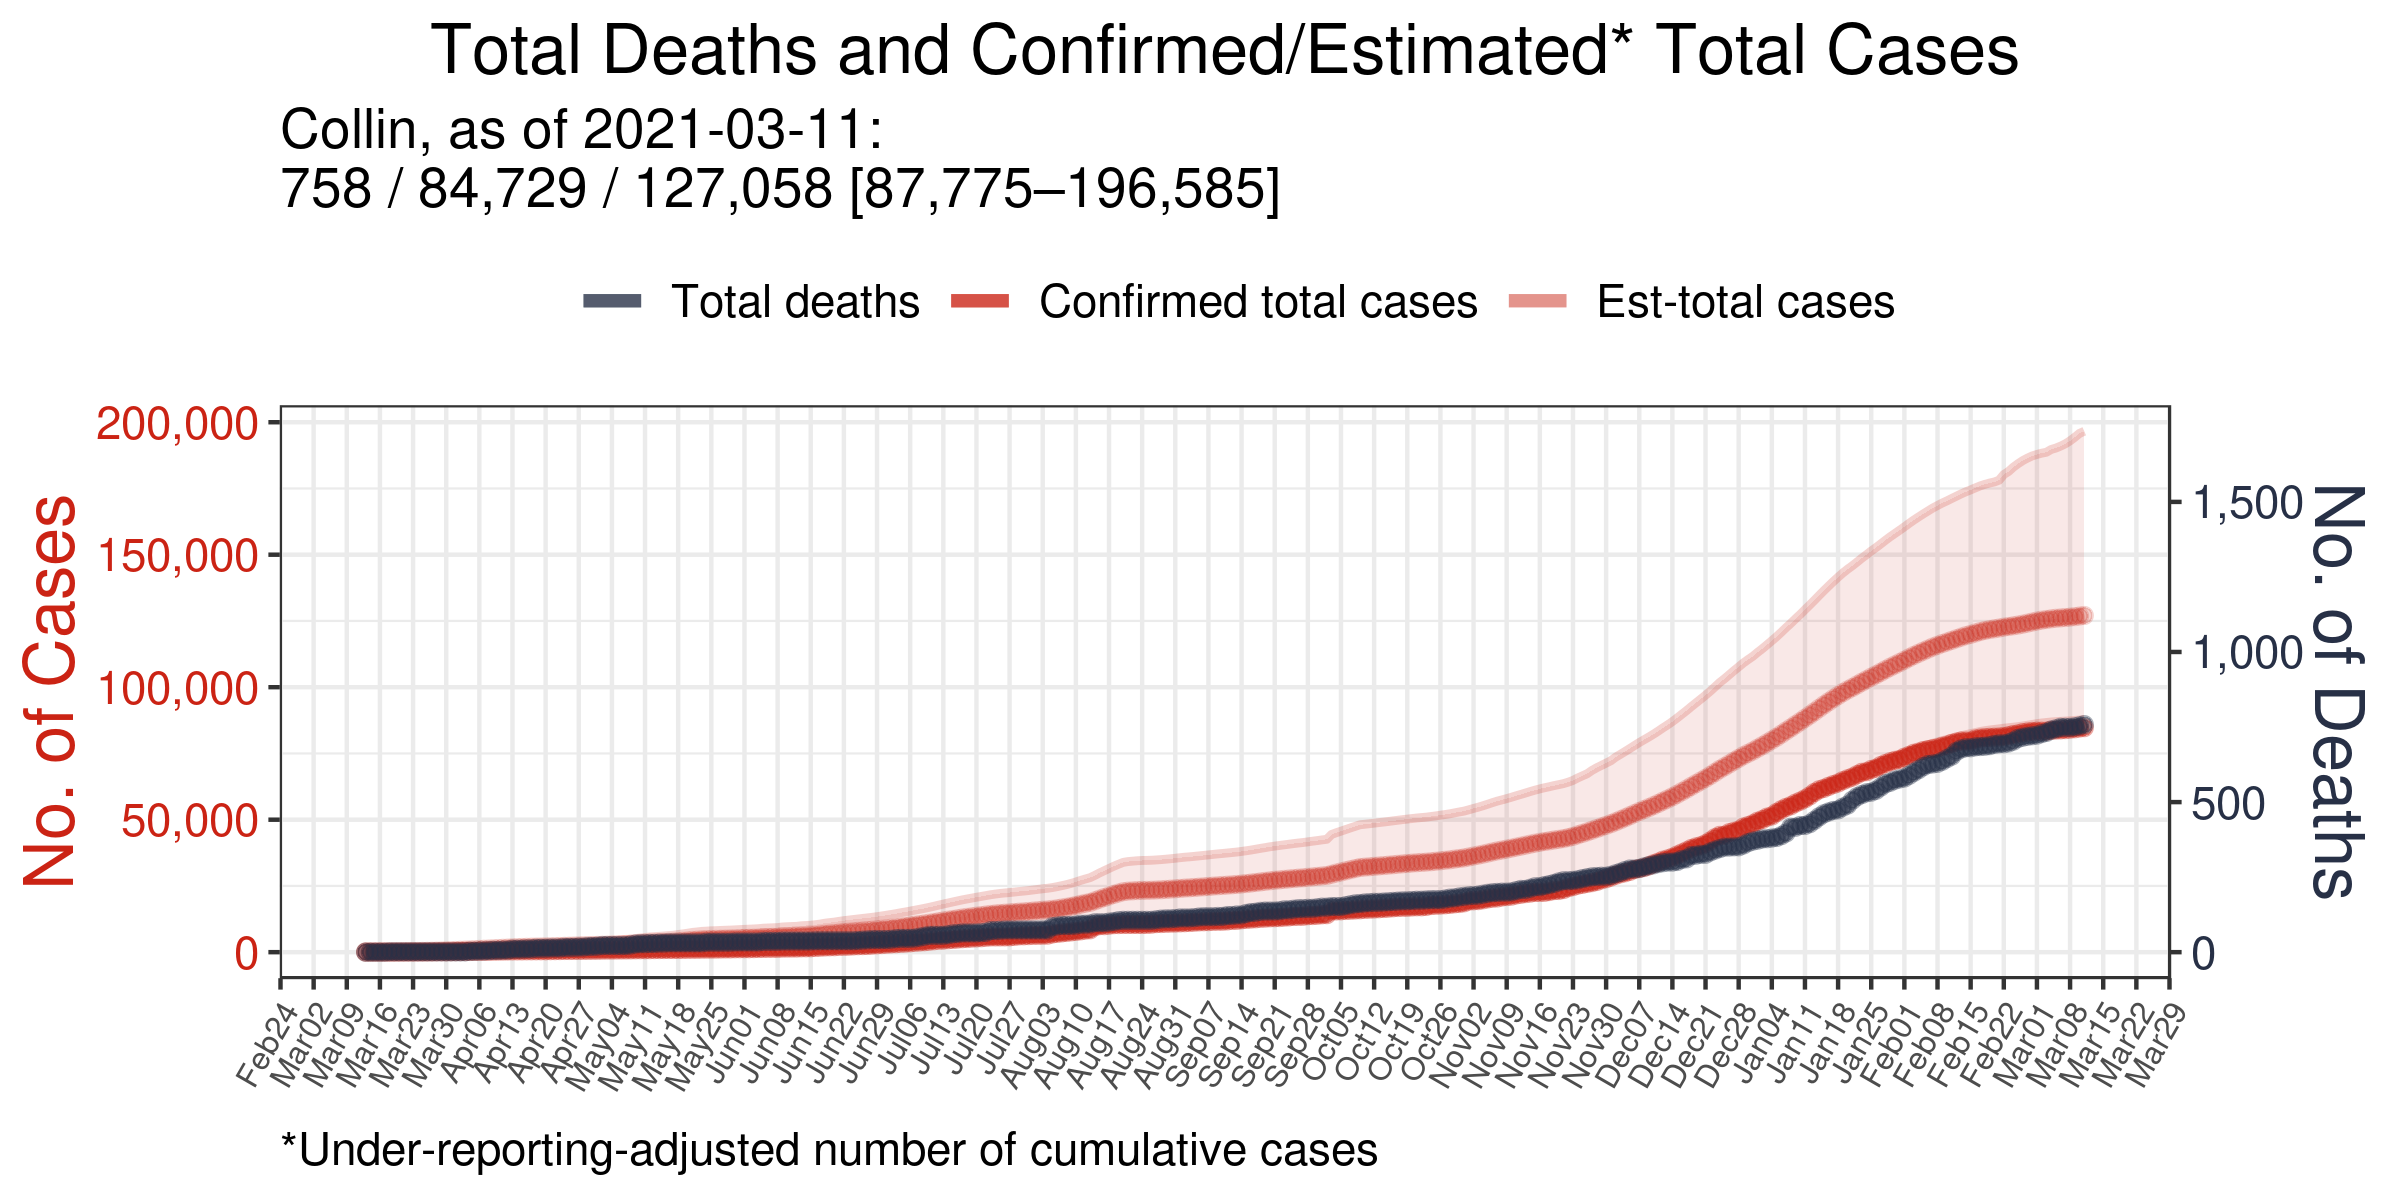 Total Deaths and Confirmed/Estimated* Total Cases
Collin, as of 2021-03-11:
758 / 84,729 / 127,058 [87,775–196,585]
Total deaths
Confirmed total cases
Est-total cases
No. of Cases
200,000
150,000
100,000
50,000
0
1,500
1,000
500
0
No. of Deaths
Feb24
Mar02
Mar09
Mar16
Mar23
Mar30
Apr06
Apr13
Apr20
Apr27
May04
May11
May18
May25
Jun01
Jun08
Jun15
Jun22
Jun29
Jul06
Jul13
Jul20
Jul27
Aug03
Aug10
Aug17
Aug24
Aug31
Sep07
Sep14
Sep21
Sep28
Oct05
Oct12
Oct19
Oct26
Nov02
Nov09
Nov16
Nov23
Nov30
Dec07
Dec14
Dec21
Dec28
Jan04
Jan11
Jan18
Jan25
Feb01
Feb08
Feb15
Feb22
Mar01
Mar08
Mar15
Mar22
Mar29
*Under-reporting-adjusted number of cumulative cases